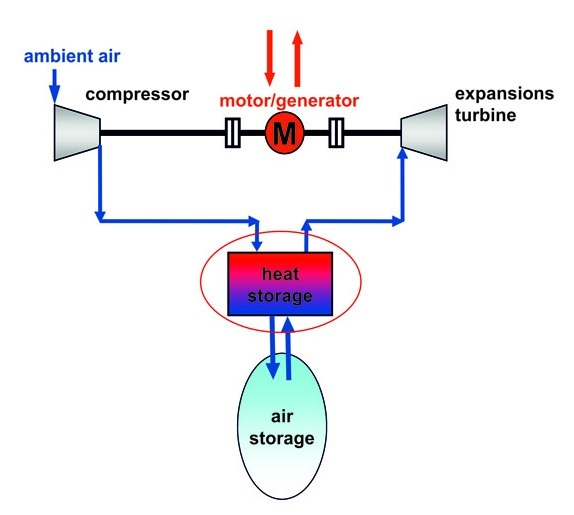 ambient air
compressor
motor/generator
expansions
turbine
M
heat
storage
air
storage